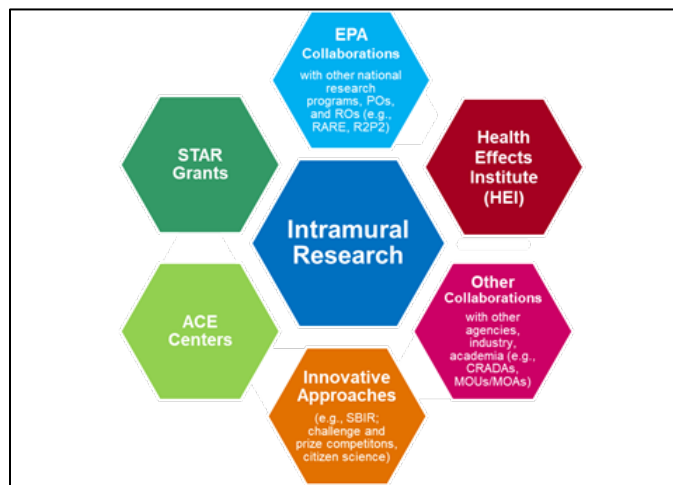 EPA
Collaborations
with other national
research
programs, POs,
and ROs (e.g.,
RARE, R2P2)
STAR
Grants
Health
Effects
Institute
(HEI)
Intramural
Research
ACE
Centers
Other
Collaborations
with other
agencies,
industry,
academia (e.g.,
CRADAs,
MOUs/MOAs)
Innovative
Approaches
(e.g., SBIR;
challenge and
prize competitons,
citizen science)